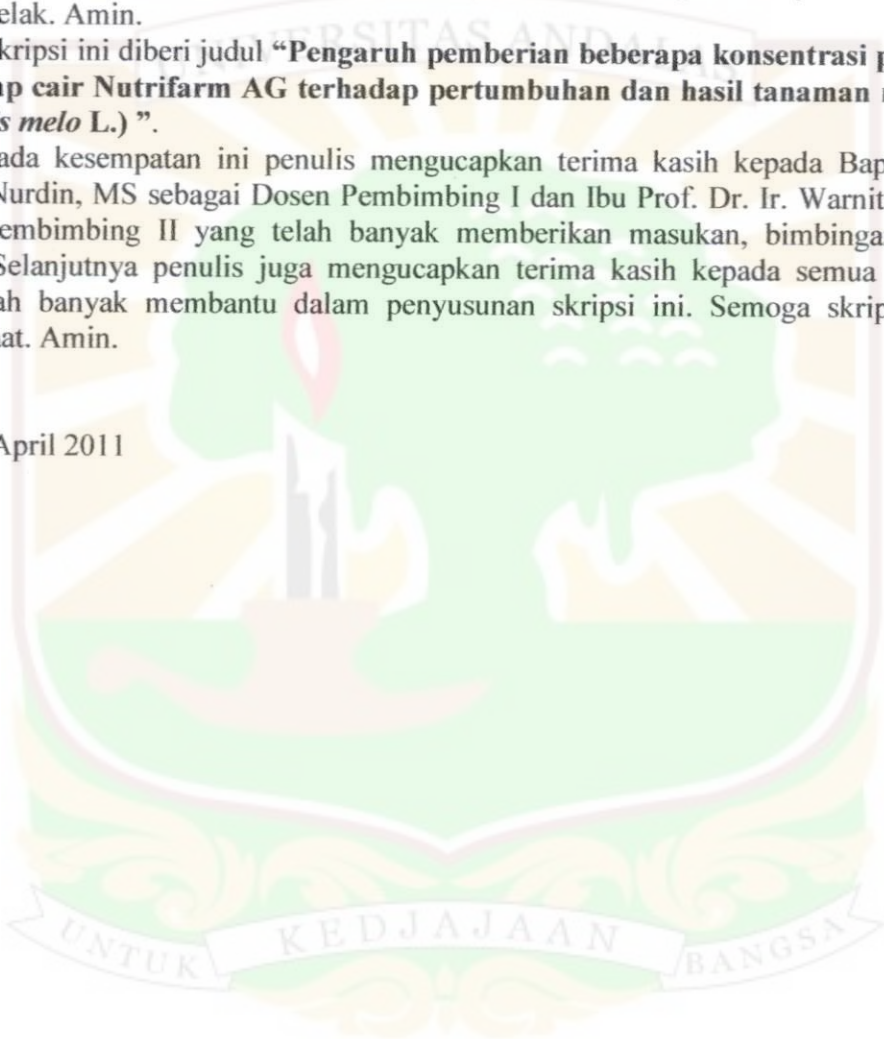 elak. Amin.
kripsi ini diberi judul “Pengaruh pemberian beberapa konsentrasi p
ap cair Nutrifarm AG terhadap pertumbuhan dan hasil tanaman
s melo L.) ”.
ada kesempatan ini penulis mengucapkan terima kasih kepada Bap
Nurdin, MS sebagai Dosen Pembimbing I dan Ibu Prof. Dr. Ir. Warnit
embimbing II yang telah banyak memberikan masukan, bimbinga
Selanjutnya penulis juga mengucapkan terima kasih kepada semua
ah banyak membantu dalam penyusunan skripsi ini. Semoga skrip
at. Amin.
April 2011
UNIVERSITAS ANDALAS
UNTUK KEDJAJAAN BANGSA